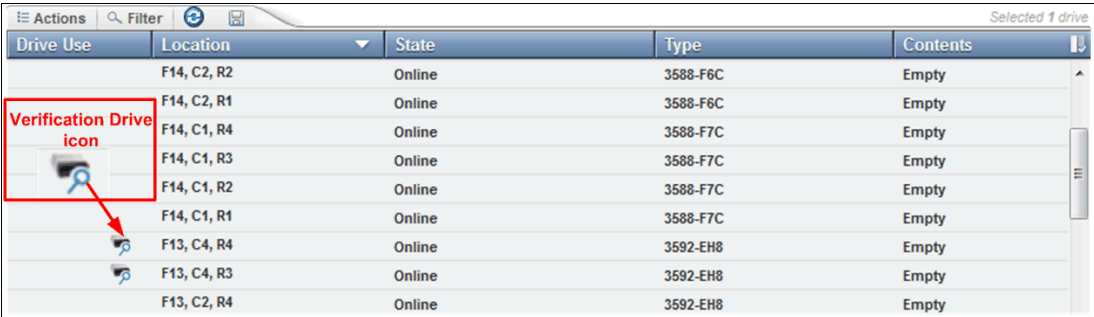 Actions Filter Selected 1 drive
Drive Use Location State Type Contents
F14, C2, R2 Online 3588-F6C Empty
F14, C2, R1 Online 3588-F6C Empty
Verification Drive
icon
F14, C1, R4 Online 3588-F7C Empty
F14, C1, R3 Online 3588-F7C Empty
F14, C1, R2 Online 3588-F7C Empty
F14, C1, R1 Online 3588-F7C Empty
F13, C4, R4 Online 3592-EH8 Empty
F13, C4, R3 Online 3592-EH8 Empty
F13, C2, R4 Online 3592-EH8 Empty